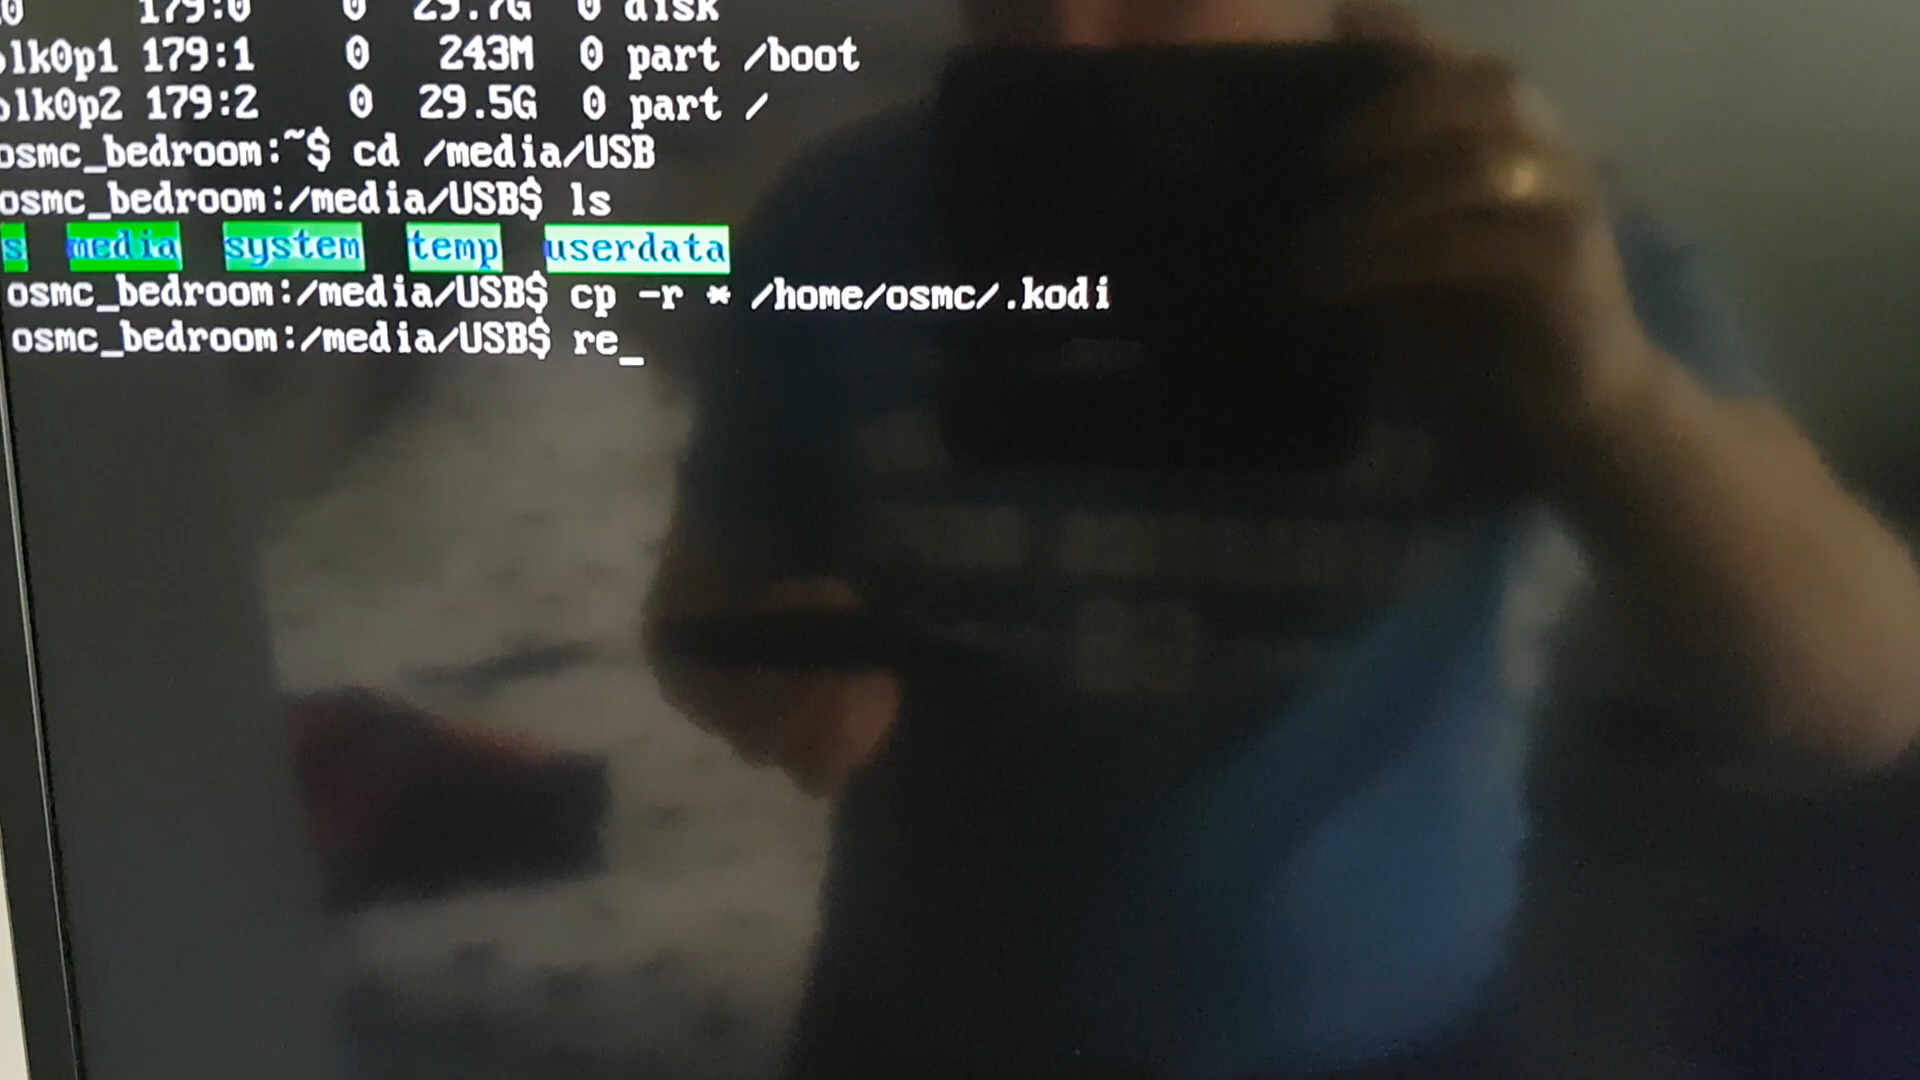 179:0 0 29.7G 0 disk
lk0p1 179:1 0 243M 0 part /boot
lk0p2 179:2 0 29.5G 0 part /
osmc_bedroom:~$ cd /media/USB
osmc_bedroom:/media/USB$ ls
s media system temp userdata
osmc_bedroom:/media/USB$ cp -r * /home/osmc/.kodi
osmc_bedroom:/media/USB$ re_